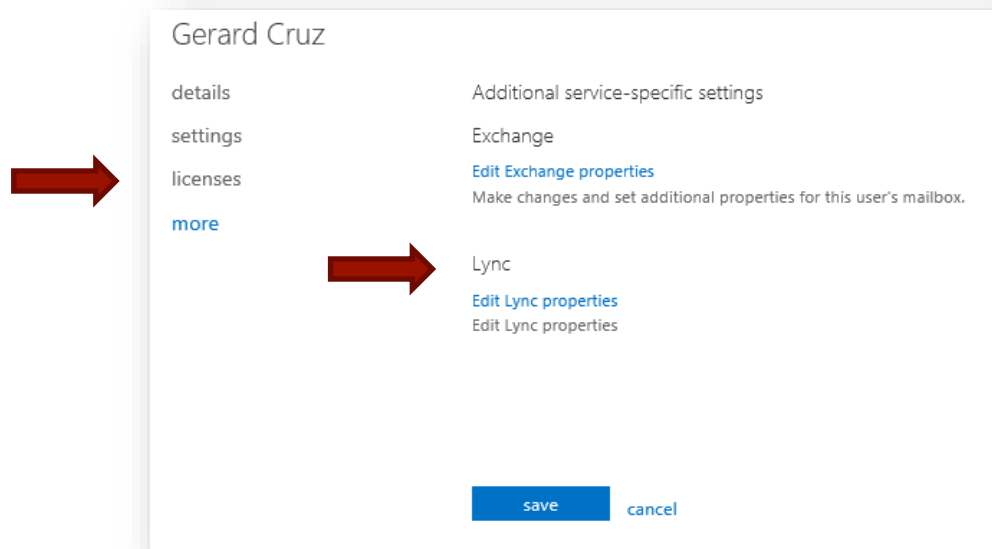 Gerard Cruz
details
settings
licenses
more
Additional service-specific settings
Exchange
Edit Exchange properties
Make changes and set additional properties for this user's mailbox.
Lync
Edit Lync properties
Edit Lync properties
save
cancel